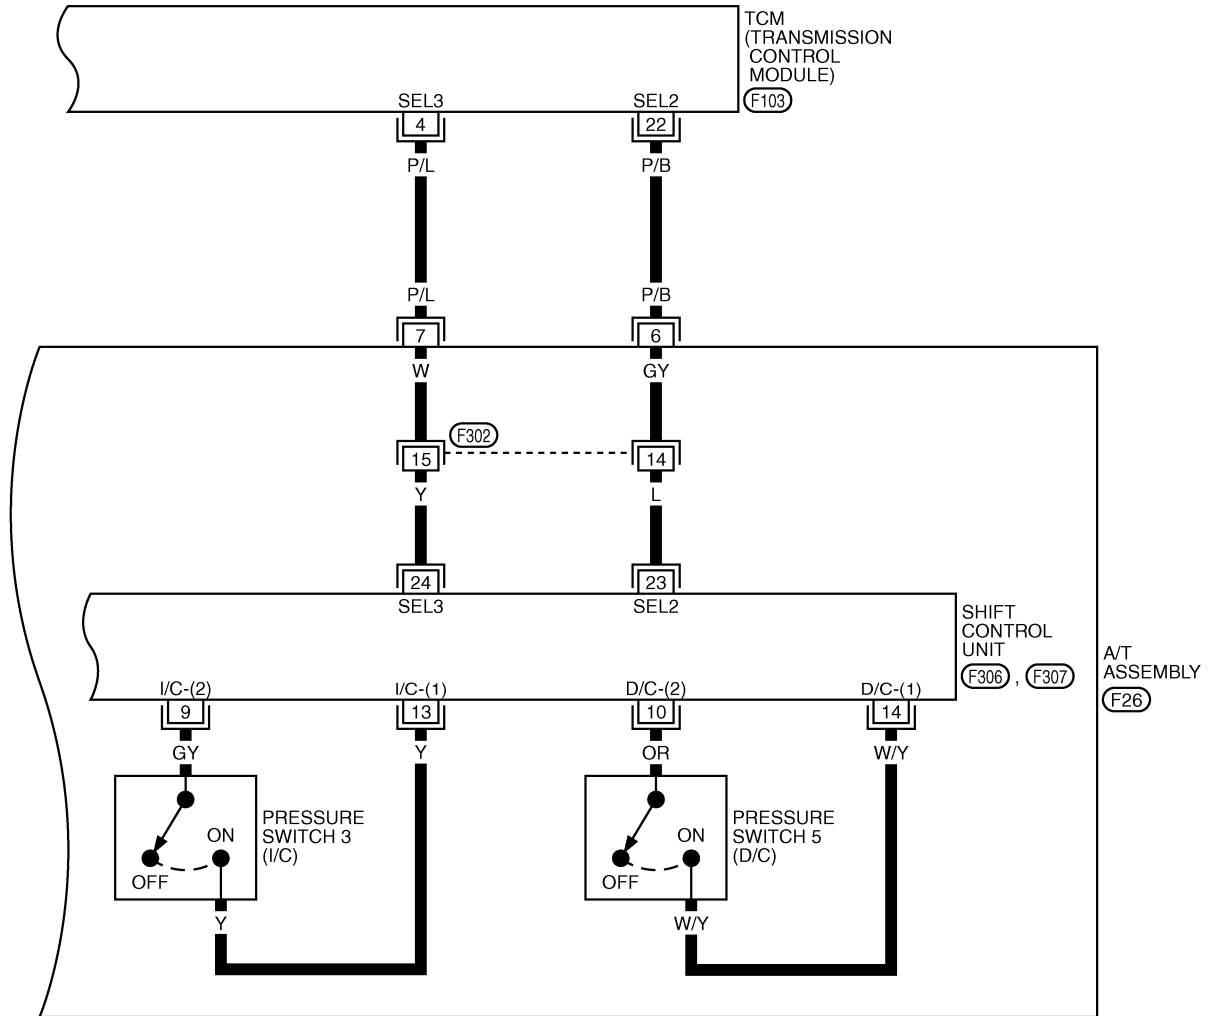 TCM
(TRANSMISSION
CONTROL
MODULE)
F103
SEL3 SEL2
4 22
P/L P/B
P/L P/B
7 6
W GY
F302
15 14
Y L
24 23
SEL3 SEL2
SHIFT
CONTROL
UNIT
F306 , F307
A/T
ASSEMBLY
F26
I/C-(2) I/C-(1) D/C-(2) D/C-(1)
9 13 10 14
GY Y OR W/Y
PRESSURE
SWITCH 3
(I/C)
ON
OFF
PRESSURE
SWITCH 5
(D/C)
ON
OFF
Y W/Y